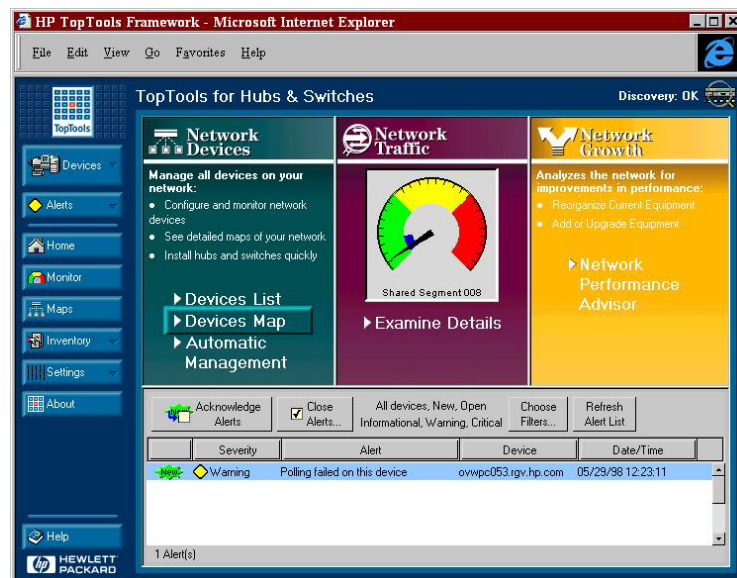 HP TopTools Framework - Microsoft Internet Explorer
File Edit View Go Favorites Help
TopTools
TopTools for Hubs & Switches
Discovery: OK
Devices
Alerts
Home
Monitor
Maps
Inventory
Settings
About
Help
HEWLETT
PACKARD
hp
Network
Devices
Manage all devices on your
network:
Configure and monitor network
devices
See detailed maps of your network
Install hubs and switches quickly
Devices List
Devices Map
Automatic
Management
Network
Traffic
Shared Segment 008
Examine Details
Network
Growth
Analyzes the network for
improvements in performance:
Reorganize Current Equipment
Add or Upgrade Equipment
Network
Performance
Advisor
Acknowledge
Alerts
Close
Alerts...
All devices, New, Open
Informational, Warning, Critical
Choose
Filters...
Refresh
Alert List
Severity Alert Device Date/Time
New Warning Polling failed on this device ovwpc053.rgv.hp.com 05/29/98 12:23:11
1 Alert(s)